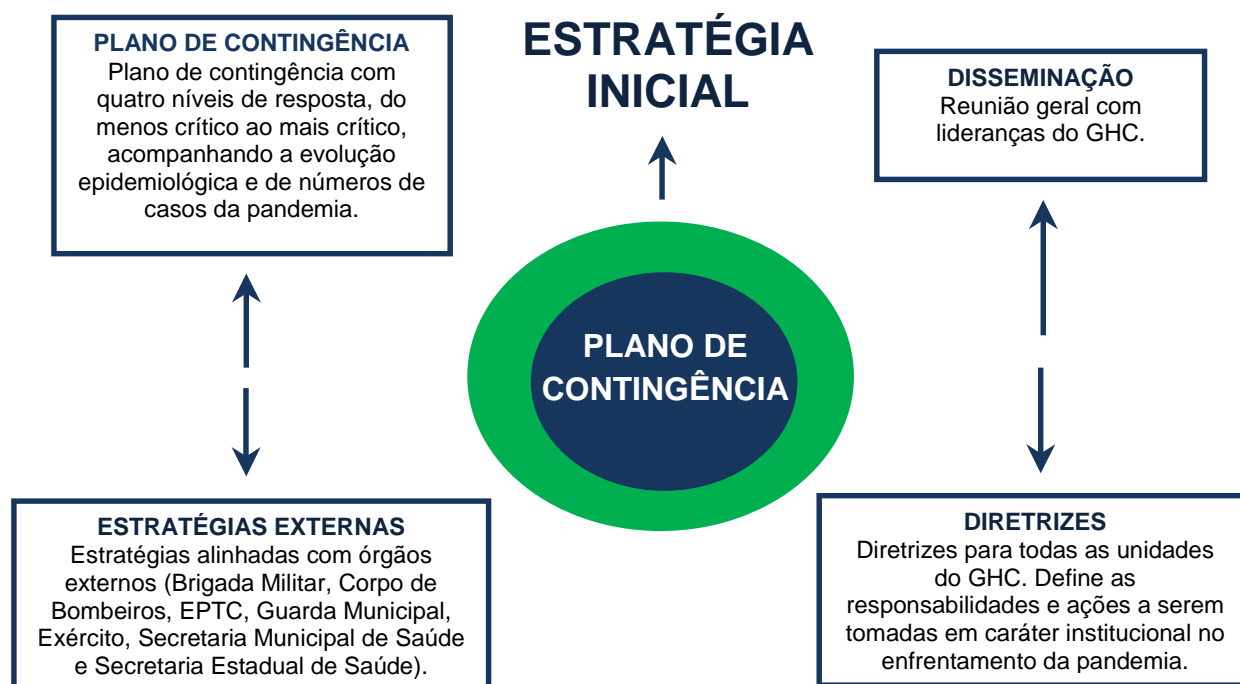 PLANO DE CONTINGÊNCIA
Plano de contingência com
quatro níveis de resposta, do
menos crítico ao mais crítico,
acompanhando a evolução
epidemiológica e de números de
casos da pandemia.
ESTRATÉGIA
INICIAL
DISSEMINAÇÃO
Reunião geral com
lideranças do GHC.
PLANO DE
CONTINGÊNCIA
ESTRATÉGIAS EXTERNAS
Estratégias alinhadas com órgãos
externos (Brigada Militar, Corpo de
Bombeiros, EPTC, Guarda Municipal,
Exército, Secretaria Municipal de Saúde
e Secretaria Estadual de Saúde).
DIRETRIZES
Diretrizes para todas as unidades
do GHC. Define as
responsabilidades e ações a serem
tomadas em caráter institucional no
enfrentamento da pandemia.